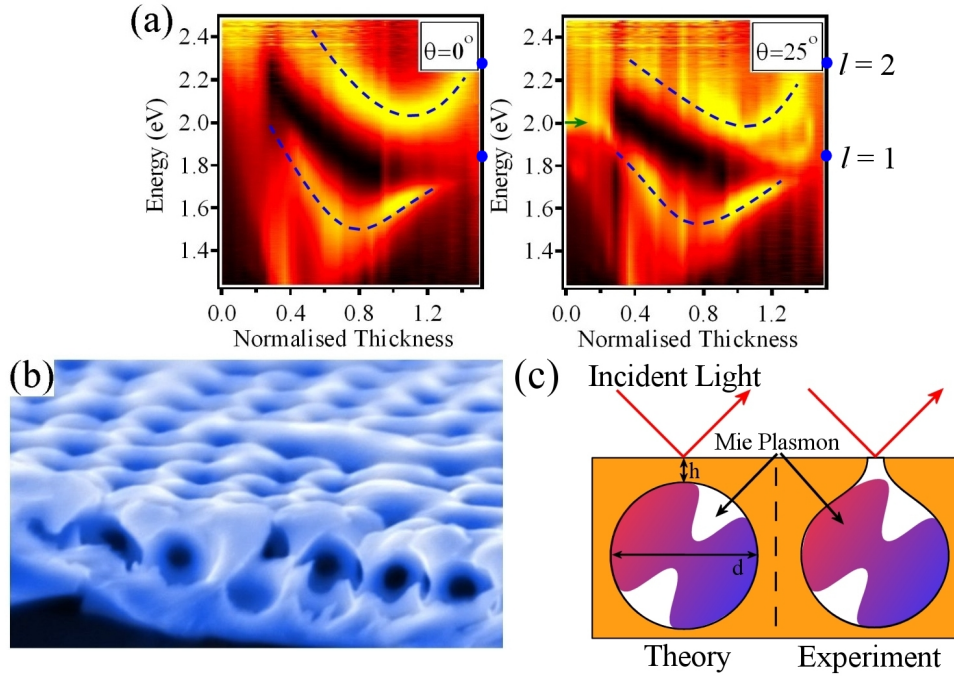 (a)
θ=0°
θ=25°
l = 2
l = 1
Energy (eV)
2.4
2.2
2.0
1.8
1.6
1.4
0.0 0.4 0.8 1.2
Normalised Thickness
Energy (eV)
2.4
2.2
2.0
1.8
1.6
1.4
0.0 0.4 0.8 1.2
Normalised Thickness
(b)
(c)
Incident Light
Mie Plasmon
h
d
Theory
Experiment